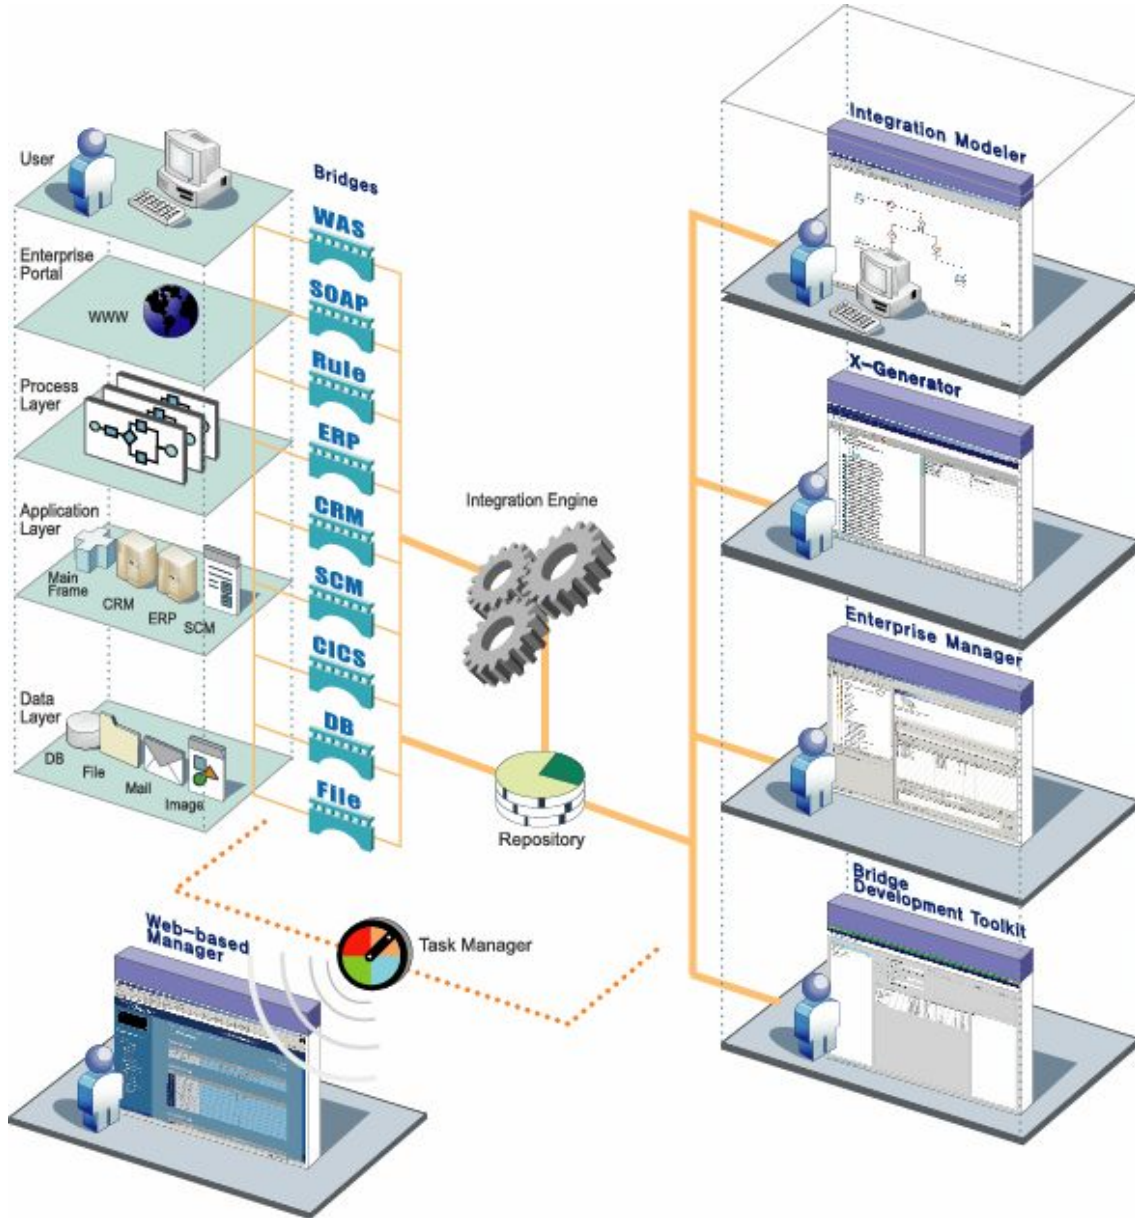 Integration Modeler
User
Bridges
WAS
Enterprise
Portal
WWW
SOAP
Rule
Process
Layer
X-Generator
ERP
Application
Layer
Main
Frame
CRM
ERP
SCM
CRM
Integration Engine
SCM
CICS
Enterprise Manager
Data
Layer
DB
File
Mail
Image
DB
File
Repository
Bridge
Development Toolkit
Web-based
Manager
Task Manager